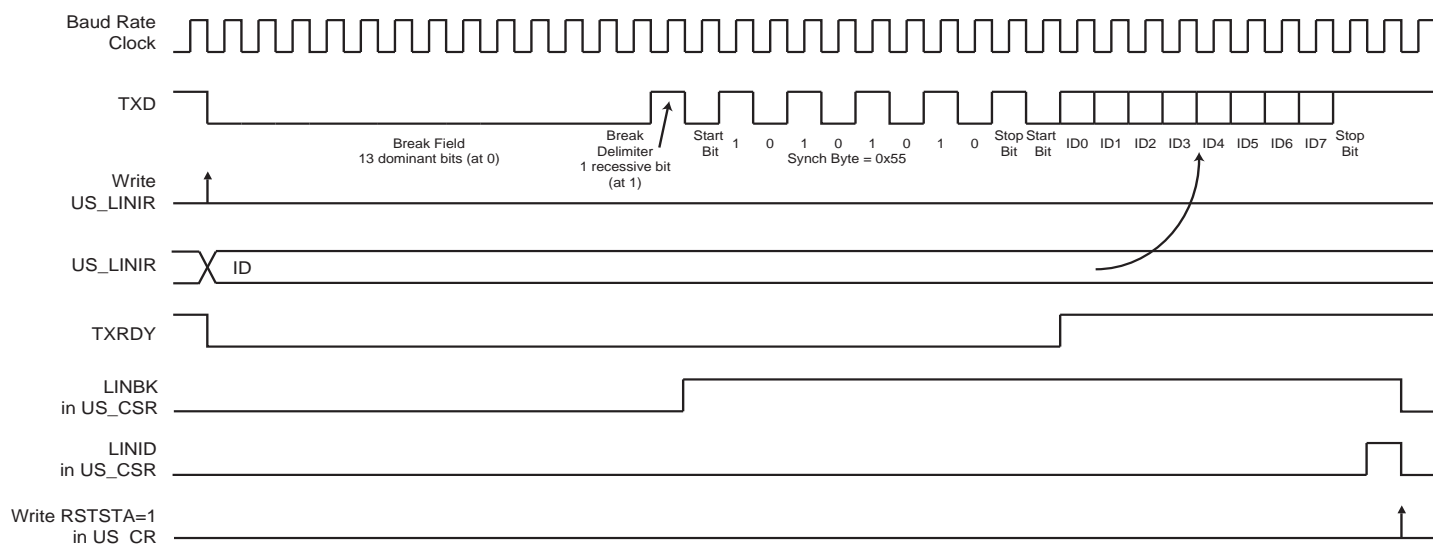 Baud Rate
Clock
TXD
Break Field
13 dominant bits (at 0)
Break
Delimiter
1 recessive bit
(at 1)
Start
Bit
1 0 1 0 1 0 1 0
Synch Byte = 0x55
Stop
Bit
Start
Bit
ID0 ID1 ID2 ID3 ID4 ID5 ID6 ID7
Stop
Bit
Write
US_LINIR
US_LINIR
ID
TXRDY
LINBK
in US_CSR
LINID
in US_CSR
Write RSTSTA=1
in US_CR